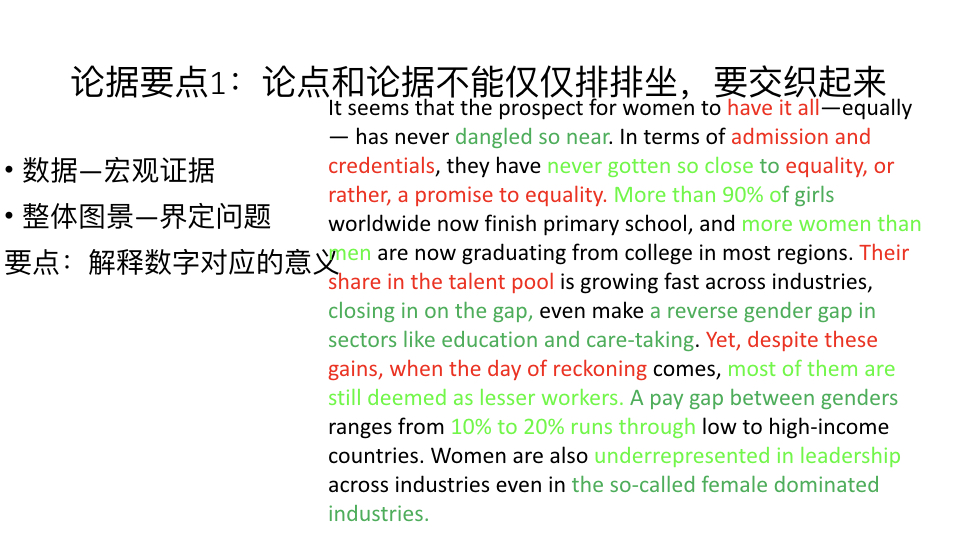 论据要点1：论点和论据不能仅仅排排坐，要交织起来
• 数据—宏观证据
• 整体图景—界定问题
要点：解释数字对应的意义
It seems that the prospect for women to have it all—equally
— has never dangled so near. In terms of admission and
credentials, they have never gotten so close to equality, or
rather, a promise to equality. More than 90% of girls
worldwide now finish primary school, and more women than
men are now graduating from college in most regions. Their
share in the talent pool is growing fast across industries,
closing in on the gap, even make a reverse gender gap in
sectors like education and care-taking. Yet, despite these
gains, when the day of reckoning comes, most of them are
still deemed as lesser workers. A pay gap between genders
ranges from 10% to 20% runs through low to high-income
countries. Women are also underrepresented in leadership
across industries even in the so-called female dominated
industries.